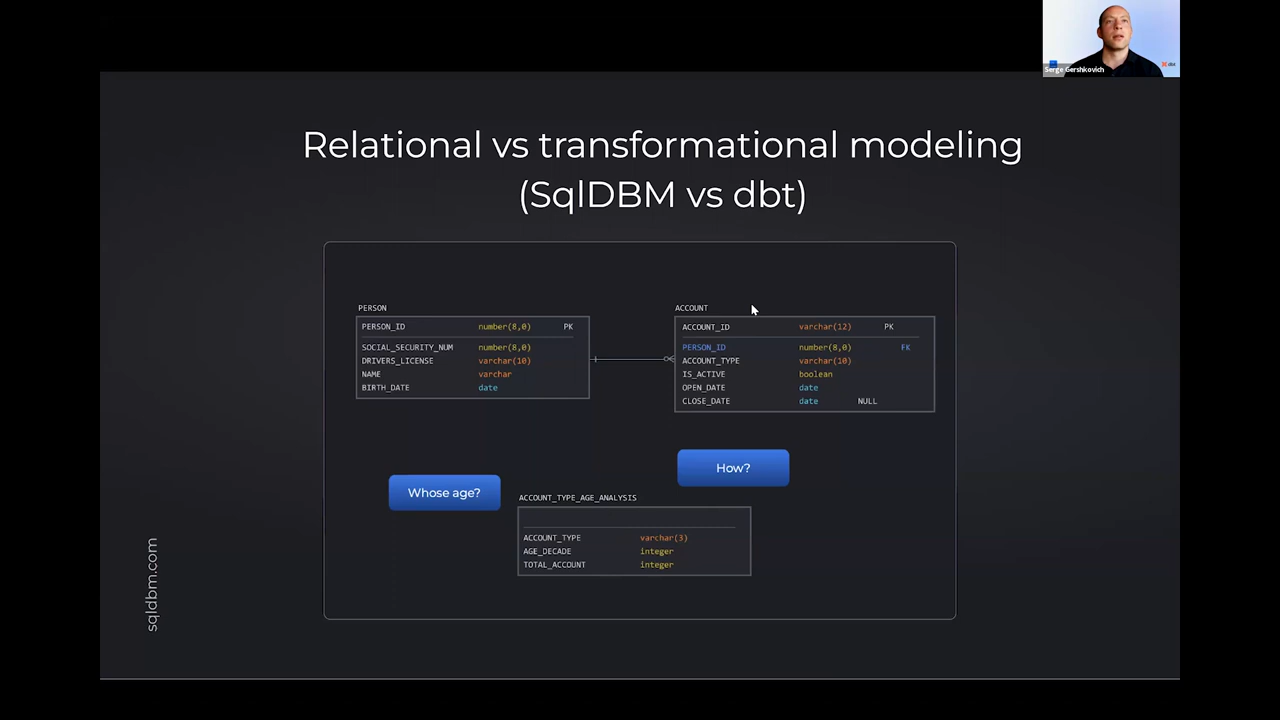 Serge Gershkovich
dbt
Relational vs transformational modeling
(SqlDBM vs dbt)
PERSON
PERSON_ID number(8,0) PK
SOCIAL_SECURITY_NUM number(8,0)
DRIVERS_LICENSE varchar(10)
NAME varchar
BIRTH_DATE date
ACCOUNT
ACCOUNT_ID varchar(12) PK
PERSON_ID number(8,0) FK
ACCOUNT_TYPE varchar(10)
IS_ACTIVE boolean
OPEN_DATE date
CLOSE_DATE date NULL
How?
Whose age?
ACCOUNT_TYPE_AGE_ANALYSIS
ACCOUNT_TYPE varchar(3)
AGE_DECADE integer
TOTAL_ACCOUNT integer
sqldbm.com